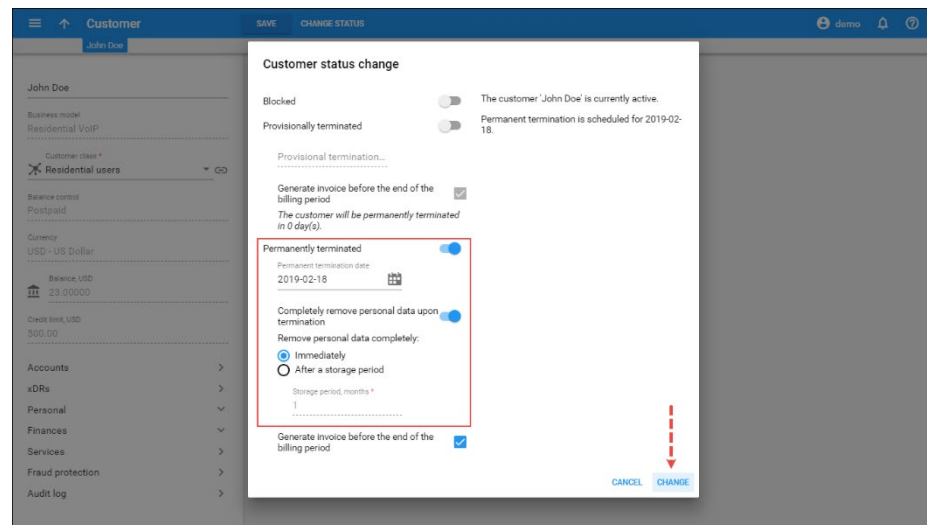 Customer
SAVE
CHANGE STATUS
demo
John Doe
John Doe
Business model
Residential VoIP
Customer class *
Residential users
Balance control
Postpaid
Currency
USD - US Dollar
Balance, USD
23.00000
Credit limit, USD
500.00
Accounts
xDRs
Personal
Finances
Services
Fraud protection
Audit log
Customer status change
Blocked
The customer 'John Doe' is currently active.
Provisionally terminated
Permanent termination is scheduled for 2019-02-
18.
Provisional termination...
Generate invoice before the end of the
billing period
The customer will be permanently terminated
in 0 day(s).
Permanently terminated
Permanent termination date
2019-02-18
Completely remove personal data upon
termination
Remove personal data completely:
Immediately
After a storage period
Storage period, months *
1
Generate invoice before the end of the
billing period
CANCEL
CHANGE